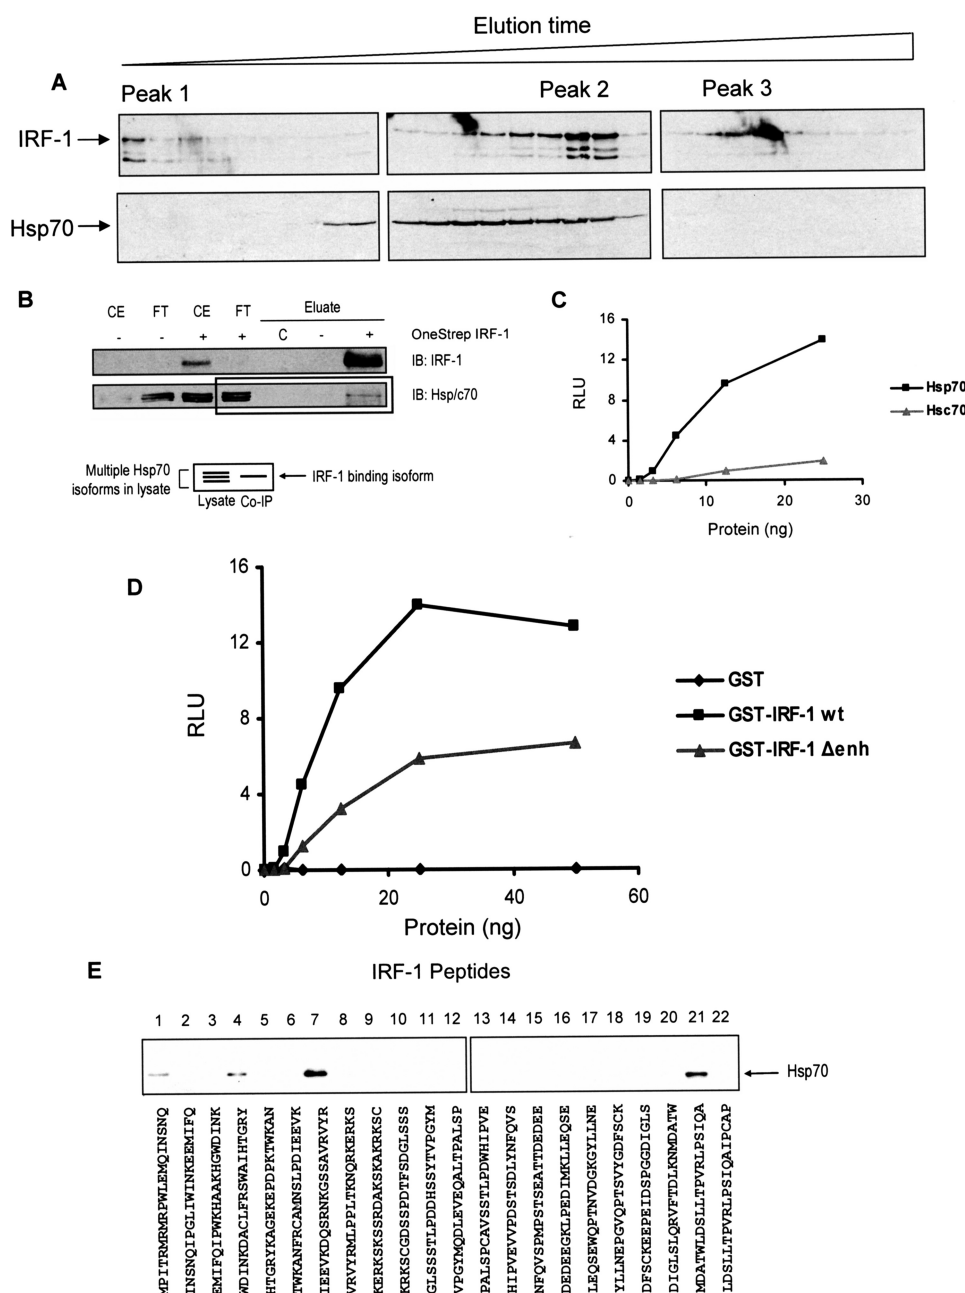 Elution time
A
Peak 1
Peak 2
Peak 3
IRF-1
Hsp70
B
CE FT CE FT Eluate
- - + + C - + OneStrep IRF-1
IB: IRF-1
IB: Hsp/c70
Multiple Hsp70
isoforms in lysate
IRF-1 binding isoform
Lysate Co-IP
C
16
12
8
4
0
RLU
0 10 20 30
Protein (ng)
Hsp70
Hsc70
D
16
12
8
4
0
RLU
0 20 40 60
Protein (ng)
GST
GST-IRF-1 wt
GST-IRF-1 Δenh
E
IRF-1 Peptides
1 2 3 4 5 6 7 8 9 10 11 12 13 14 15 16 17 18 19 20 21 22
Hsp70
MPITRMRMRPWLEMQINSNQ
INSNQIPGLIWINKEEMIFQ
EMIFQIPWKHAAKHGWDINK
WDINKDACLFRSWAIHTGRY
HTGRYKAGEKEPDPKTWKAN
TWKANFRCAMNSLPDIEEVK
IEEVKDQSRNKGSSAVRVYR
VRVYRMLPPLTKNQRKERKS
KERKSKSSRDAKSKAKRKSC
KRKSCGDSSPDTFSDGLSSS
GLSSSTLPDDHSSYTVPGYM
VPGYMQDLEVEQALTPALSP
PALSPCAVSSTLPDWHIPVE
HIPVEVVPDSTSDLYNFQVS
NFQVSPMPSTSEATTDEDEE
DEDEEGKLPEDIMKLLEQSE
LEQSEWQPTNVDGKGYLLNE
YLLNEPGVQPTSVYGDFSCK
DFSCKEEPEIDSPGGDIGLS
DIGLSLQRVFTDLKNMDATW
MDATWLDSLLTPVRLPSIQA
LDSLLTPVRLPSIQAIPCAP